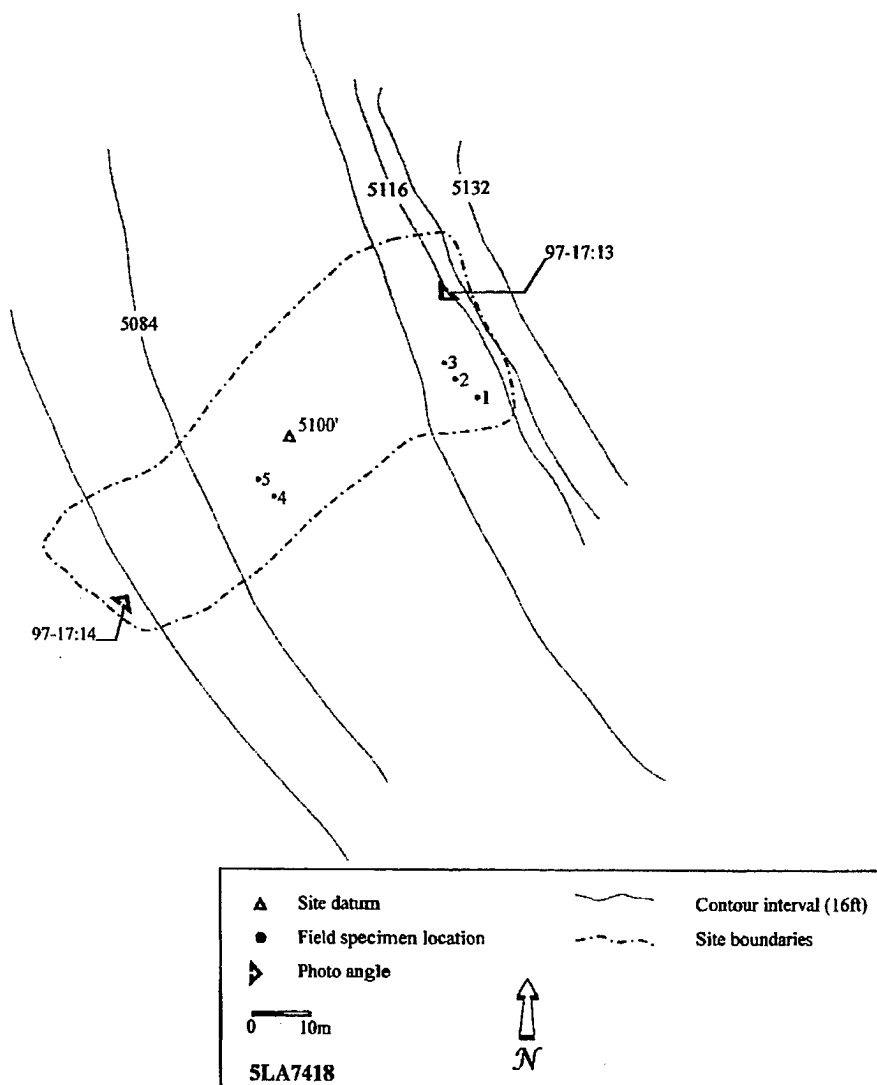 5116
5132
97-17:13
5084
3
2
1
5100'
5
4
97-17:14
Site datum
Contour interval (16ft)
Field specimen location
Site boundaries
Photo angle
0 10m
N
5LA7418